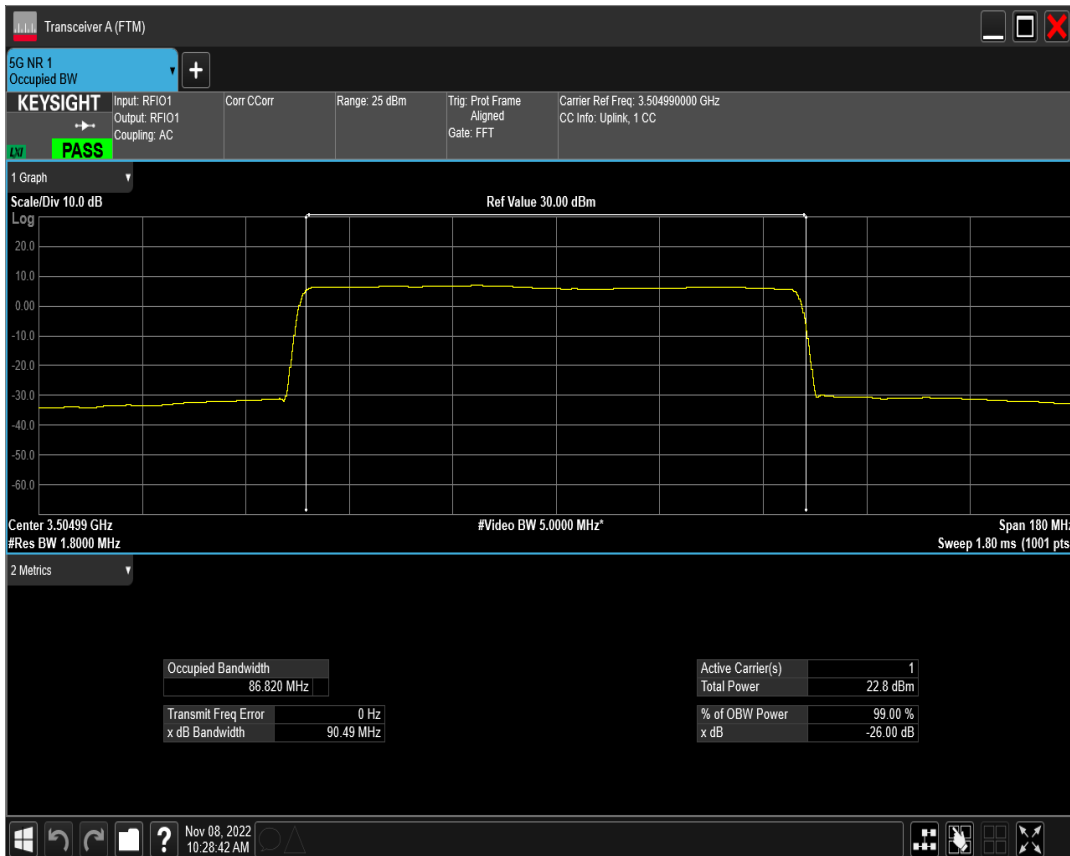 Transceiver A (FTM)
5G NR 1
Occupied BW
+
KEYSIGHT
LXI
PASS
Input: RFIO1
Output: RFIO1
Coupling: AC
Corr CCorr
Range: 25 dBm
Trig: Prot Frame
Aligned
Gate: FFT
Carrier Ref Freq: 3.504990000 GHz
CC Info: Uplink, 1 CC
1 Graph
Scale/Div 10.0 dB
Ref Value 30.00 dBm
Log
20.0
10.0
0.00
-10.0
-20.0
-30.0
-40.0
-50.0
-60.0
Center 3.50499 GHz
#Video BW 5.0000 MHz*
Span 180 MHz
#Res BW 1.8000 MHz
Sweep 1.80 ms (1001 pts
2 Metrics
Occupied Bandwidth
86.820 MHz
Transmit Freq Error 0 Hz
x dB Bandwidth 90.49 MHz
Active Carrier(s) 1
Total Power 22.8 dBm
% of OBW Power 99.00 %
x dB -26.00 dB
?
Nov 08, 2022
10:28:42 AM